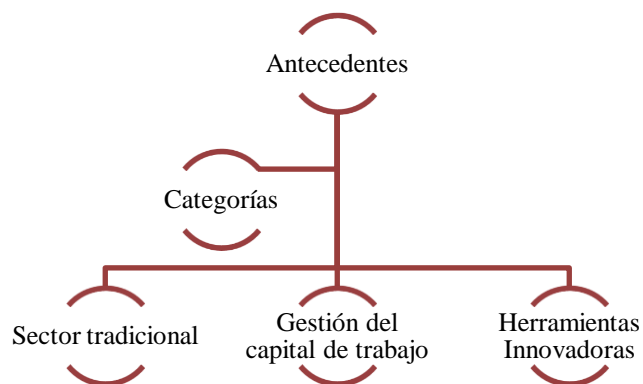 Antecedentes
Categorías
Sector tradicional
Gestión del
capital de trabajo
Herramientas
Innovadoras